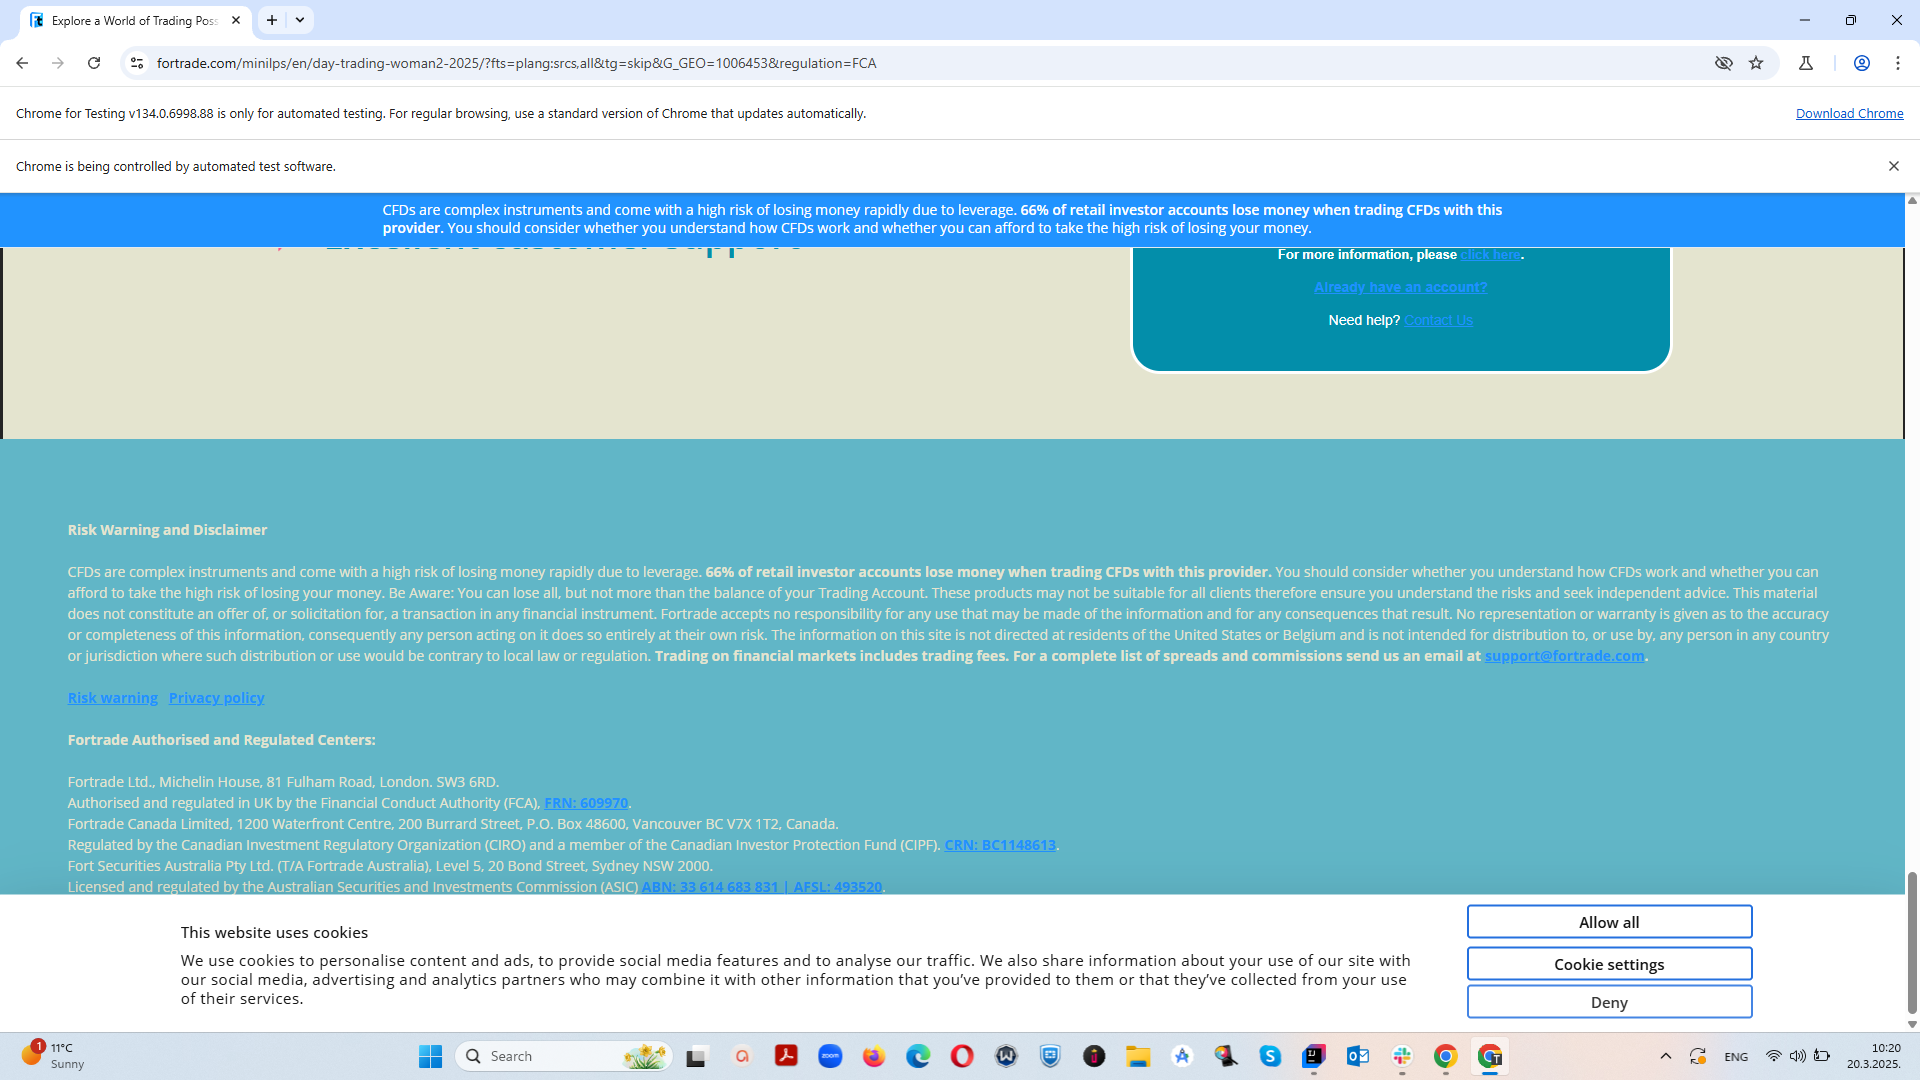 Explore a World of Trading Poss
fortrade.com/minilps/en/day-trading-woman2-2025/?fts=plang:srcs,all&tg=skip&G_GEO=1006453&regulation=FCA
Chrome for Testing v134.0.6998.88 is only for automated testing. For regular browsing, use a standard version of Chrome that updates automatically.
Download Chrome
Chrome is being controlled by automated test software.
CFDs are complex instruments and come with a high risk of losing money rapidly due to leverage. 66% of retail investor accounts lose money when trading CFDs with this
provider. You should consider whether you understand how CFDs work and whether you can afford to take the high risk of losing your money.
Excellent customer support
For more information, please click here.
Already have an account?
Need help? Contact Us
Risk Warning and Disclaimer
CFDs are complex instruments and come with a high risk of losing money rapidly due to leverage. 66% of retail investor accounts lose money when trading CFDs with this provider. You should consider whether you understand how CFDs work and whether you can
afford to take the high risk of losing your money. Be Aware: You can lose all, but not more than the balance of your Trading Account. These products may not be suitable for all clients therefore ensure you understand the risks and seek independent advice. This material
does not constitute an offer of, or solicitation for, a transaction in any financial instrument. Fortrade accepts no responsibility for any use that may be made of the information and for any consequences that result. No representation or warranty is given as to the accuracy
or completeness of this information, consequently any person acting on it does so entirely at their own risk. The information on this site is not directed at residents of the United States or Belgium and is not intended for distribution to, or use by, any person in any country
or jurisdiction where such distribution or use would be contrary to local law or regulation. Trading on financial markets includes trading fees. For a complete list of spreads and commissions send us an email at support@fortrade.com.
Risk warning Privacy policy
Fortrade Authorised and Regulated Centers:
Fortrade Ltd., Michelin House, 81 Fulham Road, London. SW3 6RD.
Authorised and regulated in UK by the Financial Conduct Authority (FCA), FRN: 609970.
Fortrade Canada Limited, 1200 Waterfront Centre, 200 Burrard Street, P.O. Box 48600, Vancouver BC V7X 1T2, Canada.
Regulated by the Canadian Investment Regulatory Organization (CIRO) and a member of the Canadian Investor Protection Fund (CIPF). CRN: BC1148613.
Fort Securities Australia Pty Ltd. (T/A Fortrade Australia), Level 5, 20 Bond Street, Sydney NSW 2000.
Licensed and regulated by the Australian Securities and Investments Commission (ASIC) ABN: 33 614 683 831 | AFSL: 493520.
This website uses cookies
We use cookies to personalise content and ads, to provide social media features and to analyse our traffic. We also share information about your use of our site with
our social media, advertising and analytics partners who may combine it with other information that you've provided to them or that they've collected from your use
of their services.
Allow all
Cookie settings
Deny
1
11°C
Sunny
Search
zoom
ENG
10:20
20.3.2025.